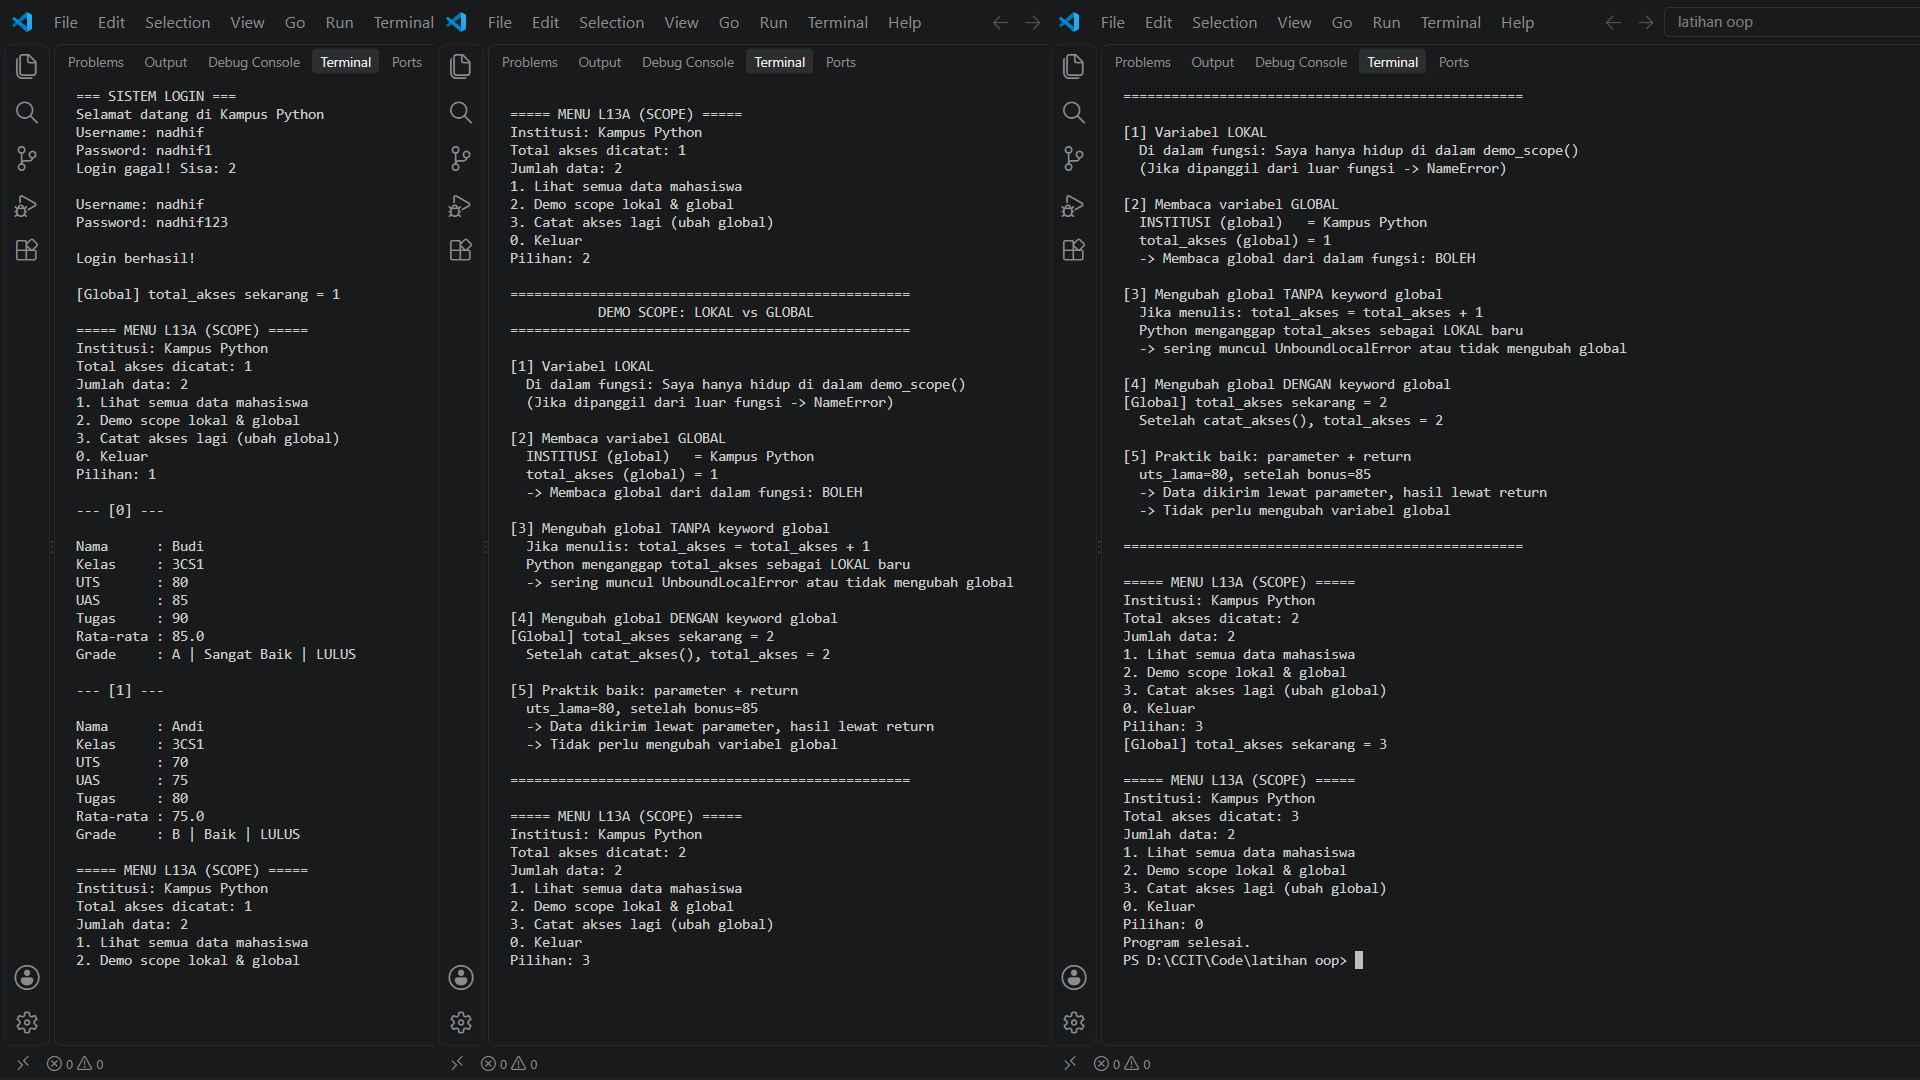 File Edit Selection View Go Run Terminal
Problems Output Debug Console Terminal Ports
=== SISTEM LOGIN ===
Selamat datang di Kampus Python
Username: nadhif
Password: nadhif1
Login gagal! Sisa: 2
Username: nadhif
Password: nadhif123
Login berhasil!
[Global] total_akses sekarang = 1
===== MENU L13A (SCOPE) =====
Institusi: Kampus Python
Total akses dicatat: 1
Jumlah data: 2
1. Lihat semua data mahasiswa
2. Demo scope lokal & global
3. Catat akses lagi (ubah global)
0. Keluar
Pilihan: 1
--- [0] ---
Nama      : Budi
Kelas     : 3CS1
UTS       : 80
UAS       : 85
Tugas     : 90
Rata-rata : 85.0
Grade     : A | Sangat Baik | LULUS
--- [1] ---
Nama      : Andi
Kelas     : 3CS1
UTS       : 70
UAS       : 75
Tugas     : 80
Rata-rata : 75.0
Grade     : B | Baik | LULUS
===== MENU L13A (SCOPE) =====
Institusi: Kampus Python
Total akses dicatat: 1
Jumlah data: 2
1. Lihat semua data mahasiswa
2. Demo scope lokal & global
0 0
File Edit Selection View Go Run Terminal Help
Problems Output Debug Console Terminal Ports
===== MENU L13A (SCOPE) =====
Institusi: Kampus Python
Total akses dicatat: 1
Jumlah data: 2
1. Lihat semua data mahasiswa
2. Demo scope lokal & global
3. Catat akses lagi (ubah global)
0. Keluar
Pilihan: 2
==================================================
DEMO SCOPE: LOKAL vs GLOBAL
==================================================
[1] Variabel LOKAL
Di dalam fungsi: Saya hanya hidup di dalam demo_scope()
(Jika dipanggil dari luar fungsi -> NameError)
[2] Membaca variabel GLOBAL
INSTITUSI (global)   = Kampus Python
total_akses (global) = 1
-> Membaca global dari dalam fungsi: BOLEH
[3] Mengubah global TANPA keyword global
Jika menulis: total_akses = total_akses + 1
Python menganggap total_akses sebagai LOKAL baru
-> sering muncul UnboundLocalError atau tidak mengubah global
[4] Mengubah global DENGAN keyword global
[Global] total_akses sekarang = 2
Setelah catat_akses(), total_akses = 2
[5] Praktik baik: parameter + return
uts_lama=80, setelah bonus=85
-> Data dikirim lewat parameter, hasil lewat return
-> Tidak perlu mengubah variabel global
==================================================
===== MENU L13A (SCOPE) =====
Institusi: Kampus Python
Total akses dicatat: 2
Jumlah data: 2
1. Lihat semua data mahasiswa
2. Demo scope lokal & global
3. Catat akses lagi (ubah global)
0. Keluar
Pilihan: 3
0 0
File Edit Selection View Go Run Terminal Help
latihan oop
Problems Output Debug Console Terminal Ports
==================================================
[1] Variabel LOKAL
Di dalam fungsi: Saya hanya hidup di dalam demo_scope()
(Jika dipanggil dari luar fungsi -> NameError)
[2] Membaca variabel GLOBAL
INSTITUSI (global)   = Kampus Python
total_akses (global) = 1
-> Membaca global dari dalam fungsi: BOLEH
[3] Mengubah global TANPA keyword global
Jika menulis: total_akses = total_akses + 1
Python menganggap total_akses sebagai LOKAL baru
-> sering muncul UnboundLocalError atau tidak mengubah global
[4] Mengubah global DENGAN keyword global
[Global] total_akses sekarang = 2
Setelah catat_akses(), total_akses = 2
[5] Praktik baik: parameter + return
uts_lama=80, setelah bonus=85
-> Data dikirim lewat parameter, hasil lewat return
-> Tidak perlu mengubah variabel global
==================================================
===== MENU L13A (SCOPE) =====
Institusi: Kampus Python
Total akses dicatat: 2
Jumlah data: 2
1. Lihat semua data mahasiswa
2. Demo scope lokal & global
3. Catat akses lagi (ubah global)
0. Keluar
Pilihan: 3
[Global] total_akses sekarang = 3
===== MENU L13A (SCOPE) =====
Institusi: Kampus Python
Total akses dicatat: 3
Jumlah data: 2
1. Lihat semua data mahasiswa
2. Demo scope lokal & global
3. Catat akses lagi (ubah global)
0. Keluar
Pilihan: 0
Program selesai.
PS D:\CCIT\Code\latihan oop>
0 0